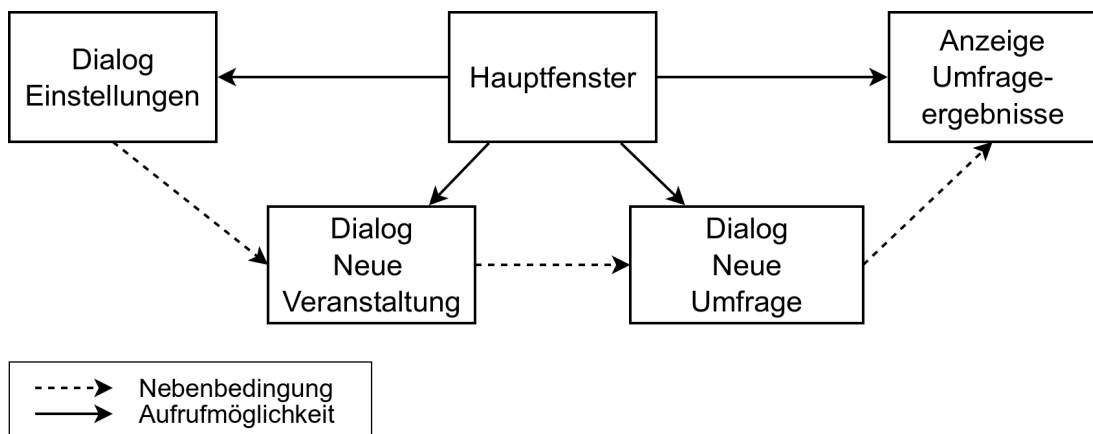 Dialog
Einstellungen
Hauptfenster
Anzeige
Umfrage-
ergebnisse
Dialog
Neue
Veranstaltung
Dialog
Neue
Umfrage
Nebenbedingung
Aufrufmöglichkeit